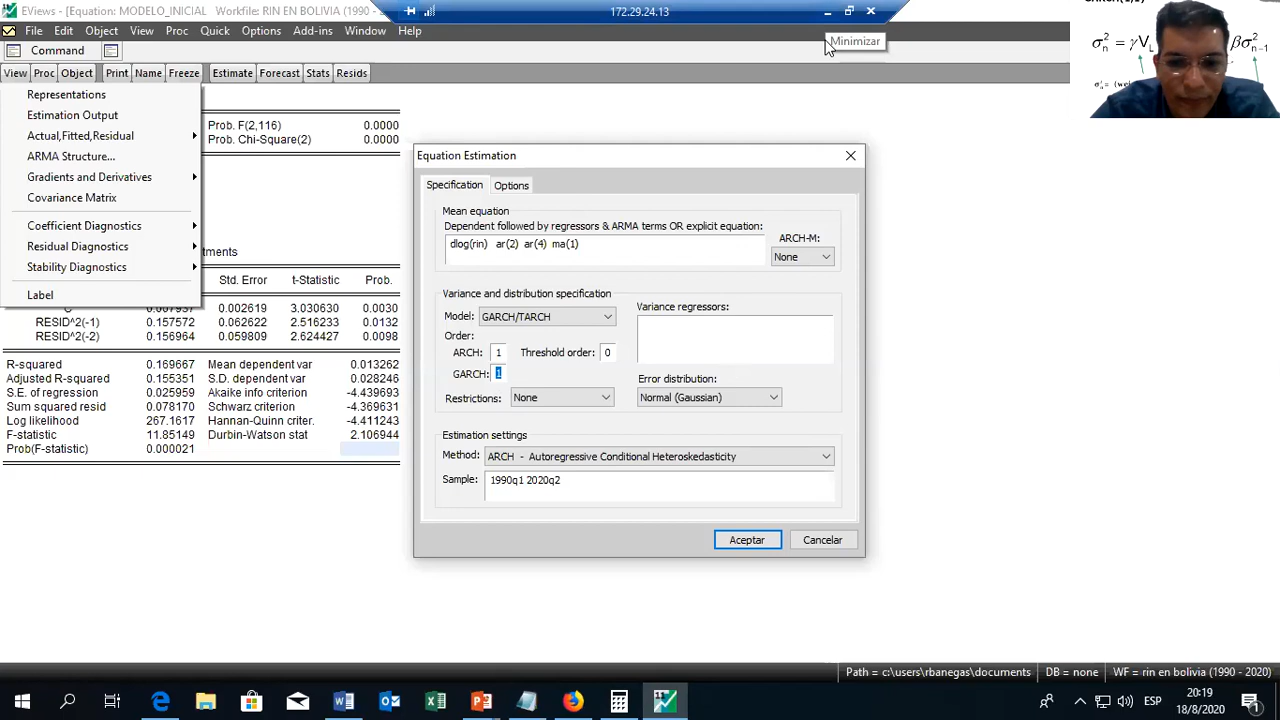 EViews - [Equation: MODELO_INICIAL Workfile: RIN EN BOLIVIA (1990 -
172.29.24.13
File Edit Object View Proc Quick Options Add-ins Window Help
Minimizar
Command
View Proc Object Print Name Freeze Estimate Forecast Stats Resids
Representations
Estimation Output
Actual,Fitted,Residual
ARMA Structure...
Gradients and Derivatives
Covariance Matrix
Coefficient Diagnostics
Residual Diagnostics
Stability Diagnostics
Label
Prob. F(2,116) 0.0000
Prob. Chi-Square(2) 0.0000
Std. Error t-Statistic Prob.
0.002619 3.030630 0.0030
RESID^2(-1) 0.157572 0.062622 2.516233 0.0132
RESID^2(-2) 0.156964 0.059809 2.624427 0.0098
R-squared 0.169667 Mean dependent var 0.013262
Adjusted R-squared 0.155351 S.D. dependent var 0.028246
S.E. of regression 0.025959 Akaike info criterion -4.439693
Sum squared resid 0.078170 Schwarz criterion -4.369631
Log likelihood 267.1617 Hannan-Quinn criter. -4.411243
F-statistic 11.85149 Durbin-Watson stat 2.106944
Prob(F-statistic) 0.000021
Equation Estimation
Specification Options
Mean equation
Dependent followed by regressors & ARMA terms OR explicit equation:
dlog(rin) ar(2) ar(4) ma(1)
ARCH-M:
None
Variance and distribution specification
Model: GARCH/TARCH
Order:
ARCH: 1 Threshold order: 0
GARCH: 1
Restrictions: None
Variance regressors:
Error distribution:
Normal (Gaussian)
Estimation settings
Method: ARCH - Autoregressive Conditional Heteroskedasticity
Sample: 1990q1 2020q2
Aceptar Cancelar
Path = c:\users\rbanegas\documents DB = none WF = rin en bolivia (1990 - 2020)
ESP
20:19
18/8/2020